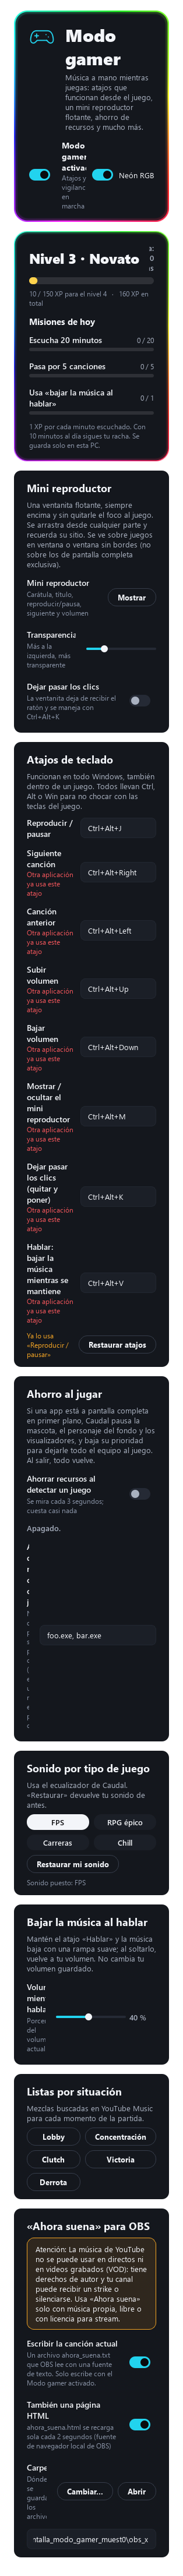 Modo
gamer
Música a mano mientras
juegas: atajos que
funcionan desde el juego,
un mini reproductor
flotante, ahorro de
recursos y mucho más.
Modo
gamer
activa
Atajos y
vigilanc
en
marcha
Neón RGB
Nivel 3 · Novato
10 / 150 XP para el nivel 4 · 160 XP en
total
Misiones de hoy
Escucha 20 minutos 0 / 20
Pasa por 5 canciones 0 / 5
Usa «bajar la música al
hablar» 0 / 1
1 XP por cada minuto escuchado. Con
10 minutos al día sigues tu racha. Se
guarda solo en esta PC.
Mini reproductor
Una ventanita flotante, siempre
encima y sin quitarle el foco al juego.
Se arrastra desde cualquier parte y
recuerda su sitio. Se ve sobre juegos
en ventana o ventana sin bordes (no
sobre los de pantalla completa
exclusiva).
Mini reproductor
Carátula, título,
reproducir/pausa,
siguiente y volumen
Mostrar
Transparencia
Más a la
izquierda, más
transparente
Dejar pasar los clics
La ventanita deja de recibir el
ratón y se maneja con
Ctrl+Alt+K
Atajos de teclado
Funcionan en todo Windows, también
dentro de un juego. Todos llevan Ctrl,
Alt o Win para no chocar con las
teclas del juego.
Reproducir /
pausar
Ctrl+Alt+J
Siguiente
canción
Otra aplicación
ya usa este
atajo
Ctrl+Alt+Right
Canción
anterior
Otra aplicación
ya usa este
atajo
Ctrl+Alt+Left
Subir
volumen
Otra aplicación
ya usa este
atajo
Ctrl+Alt+Up
Bajar
volumen
Otra aplicación
ya usa este
atajo
Ctrl+Alt+Down
Mostrar /
ocultar el
mini
reproductor
Otra aplicación
ya usa este
atajo
Ctrl+Alt+M
Dejar pasar
los clics
(quitar y
poner)
Otra aplicación
ya usa este
atajo
Ctrl+Alt+K
Hablar:
bajar la
música
mientras se
mantiene
Otra aplicación
ya usa este
atajo
Ctrl+Alt+V
Ya lo usa
«Reproducir /
pausar»
Restaurar atajos
Ahorro al jugar
Si una app está a pantalla completa
en primer plano, Caudal pausa la
mascota, el personaje del fondo y los
visualizadores, y baja su prioridad
para dejarle todo el equipo al juego.
Al salir, todo vuelve.
Ahorrar recursos al
detectar un juego
Se mira cada 3 segundos;
cuesta casi nada
Apagado.
foo.exe, bar.exe
Sonido por tipo de juego
Usa el ecualizador de Caudal.
«Restaurar» devuelve tu sonido de
antes.
FPS RPG épico
Carreras Chill
Restaurar mi sonido
Sonido puesto: FPS
Bajar la música al hablar
Mantén el atajo «Hablar» y la música
baja con una rampa suave; al soltarlo,
vuelve a tu volumen. No cambia tu
volumen guardado.
Volur
mien
habla
Porcer
del
volum
actual
40 %
Listas por situación
Mezclas buscadas en YouTube Music
para cada momento de la partida.
Lobby Concentración
Clutch Victoria
Derrota
«Ahora suena» para OBS
Atención: La música de YouTube
no se puede usar en directos ni
en videos grabados (VOD): tiene
derechos de autor y tu canal
puede recibir un strike o
silenciarse. Usa «Ahora suena»
solo con música propia, libre o
con licencia para stream.
Escribir la canción actual
Un archivo ahora_suena.txt
que OBS lee con una fuente
de texto. Solo escribe con el
Modo gamer activado.
También una página
HTML
ahora_suena.html se recarga
sola cada 2 segundos (fuente
de navegador local de OBS)
Carpe
Dónde
se
guarda
los
archivo
Cambiar... Abrir
ntalla_modo_gamer_muest0\obs_x